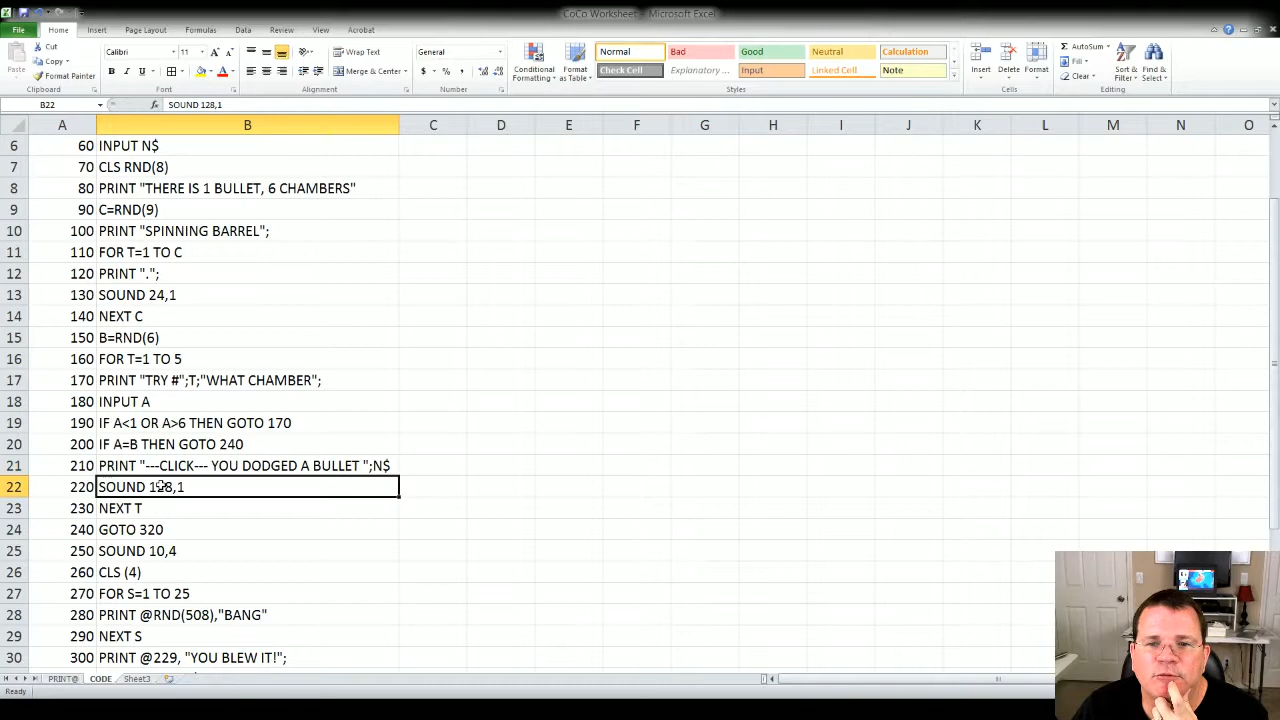 CoCo Worksheet - Microsoft Excel
File Home Insert Page Layout Formulas Data Review View Acrobat
Cut Calibri 11 Wrap Text General Normal Bad Good Neutral Calculation AutoSum
Paste Copy Format Painter Merge & Center Conditional Formatting Format as Table Check Cell Explanatory ... Input Linked Cell Note Insert Delete Format Fill Clear Sort & Filter Find & Select
Clipboard Font Alignment Number Styles Cells Editing
B22 fx SOUND 128,1
A B C D E F G H I J K L M N O
6 60 INPUT N$
7 70 CLS RND(8)
8 80 PRINT "THERE IS 1 BULLET, 6 CHAMBERS"
9 90 C=RND(9)
10 100 PRINT "SPINNING BARREL";
11 110 FOR T=1 TO C
12 120 PRINT ".";
13 130 SOUND 24,1
14 140 NEXT C
15 150 B=RND(6)
16 160 FOR T=1 TO 5
17 170 PRINT "TRY #";T;"WHAT CHAMBER";
18 180 INPUT A
19 190 IF A<1 OR A>6 THEN GOTO 170
20 200 IF A=B THEN GOTO 240
21 210 PRINT "---CLICK--- YOU DODGED A BULLET ";N$
22 220 SOUND 128,1
23 230 NEXT T
24 240 GOTO 320
25 250 SOUND 10,4
26 260 CLS (4)
27 270 FOR S=1 TO 25
28 280 PRINT @RND(508),"BANG"
29 290 NEXT S
30 300 PRINT @229, "YOU BLEW IT!";
PRINT@ CODE Sheet3
Ready